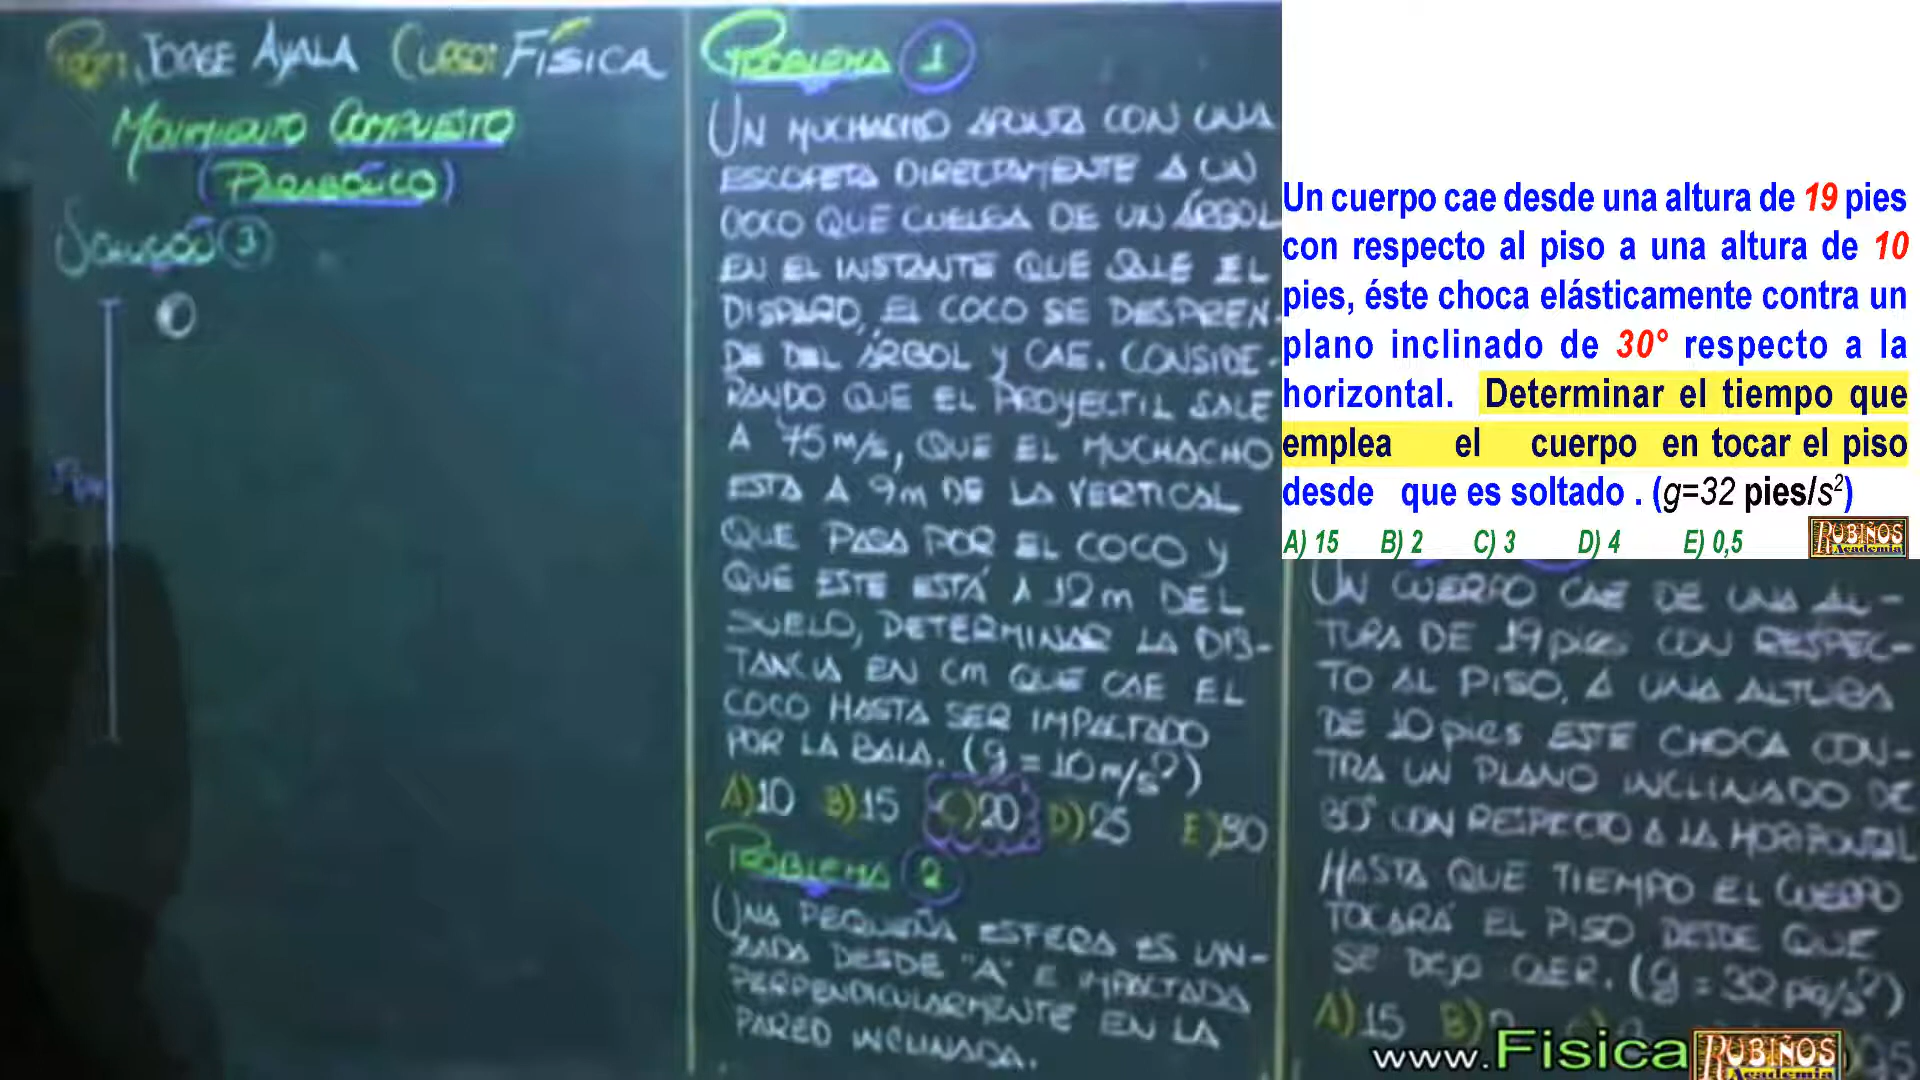 PROF: JORGE AYALA CURSO: FÍSICA
MOVIMIENTO COMPUESTO
(PARABÓLICO)
SOLUCIÓN 3
PROBLEMA 1
UN MUCHACHO APUNTA CON UNA
ESCOPETA DIRECTAMENTE A UN
COCO QUE CUELGA DE UN ÁRBOL
EN EL INSTANTE QUE SALE EL
DISPARO, EL COCO SE DESPREN-
DE DEL ÁRBOL Y CAE. CONSIDE-
RANDO QUE EL PROYECTIL SALE
A 75 m/s, QUE EL MUCHACHO
ESTA A 9m DE LA VERTICAL
QUE PASA POR EL COCO Y
QUE ESTE ESTÁ A 12m DEL
SUELO, DETERMINAR LA DIS-
TANCIA EN cm QUE CAE EL
COCO HASTA SER IMPACTADO
POR LA BALA. (g = 10 m/s²)
A) 10 B) 15 C) 20 D) 25 E) 30
PROBLEMA 2
UNA PEQUEÑA ESFERA ES LAN-
ZADA DESDE "A" E IMPACTADA
PERPENDICULARMENTE EN LA
PARED INCLINADA.
Un cuerpo cae desde una altura de 19 pies
con respecto al piso a una altura de 10
pies, éste choca elásticamente contra un
plano inclinado de 30° respecto a la
horizontal. Determinar el tiempo que
emplea el cuerpo en tocar el piso
desde que es soltado . (g=32 pies/s²)
A) 15 B) 2 C) 3 D) 4 E) 0,5
RUBIÑOS
Academia
UN CUERPO CAE DE UNA AL-
TURA DE 19 pies CON RESPEC-
TO AL PISO, A UNA ALTURA
DE 10 pies ESTE CHOCA CON-
TRA UN PLANO INCLINADO DE
30° CON RESPECTO A LA HORIZONTAL
HASTA QUE TIEMPO EL CUERPO
TOCARÁ EL PISO DESDE QUE
SE DEJO CAER. (g = 32 pie/s²)
A) 15 B)
www.Fisica RUBIÑOS
Academia